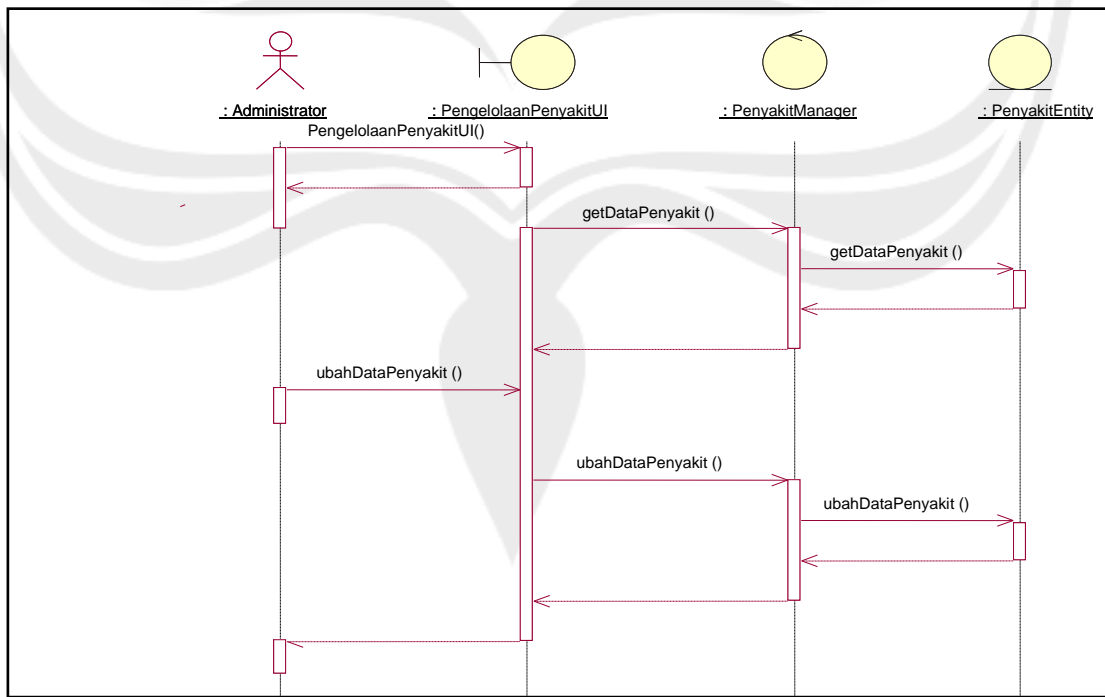 : Administrator
: PengelolaanPenyakitUI
: PenyakitManager
: PenyakitEntity
PengelolaanPenyakitUI()
getDataPenyakit ()
getDataPenyakit ()
ubahDataPenyakit ()
ubahDataPenyakit ()
ubahDataPenyakit ()